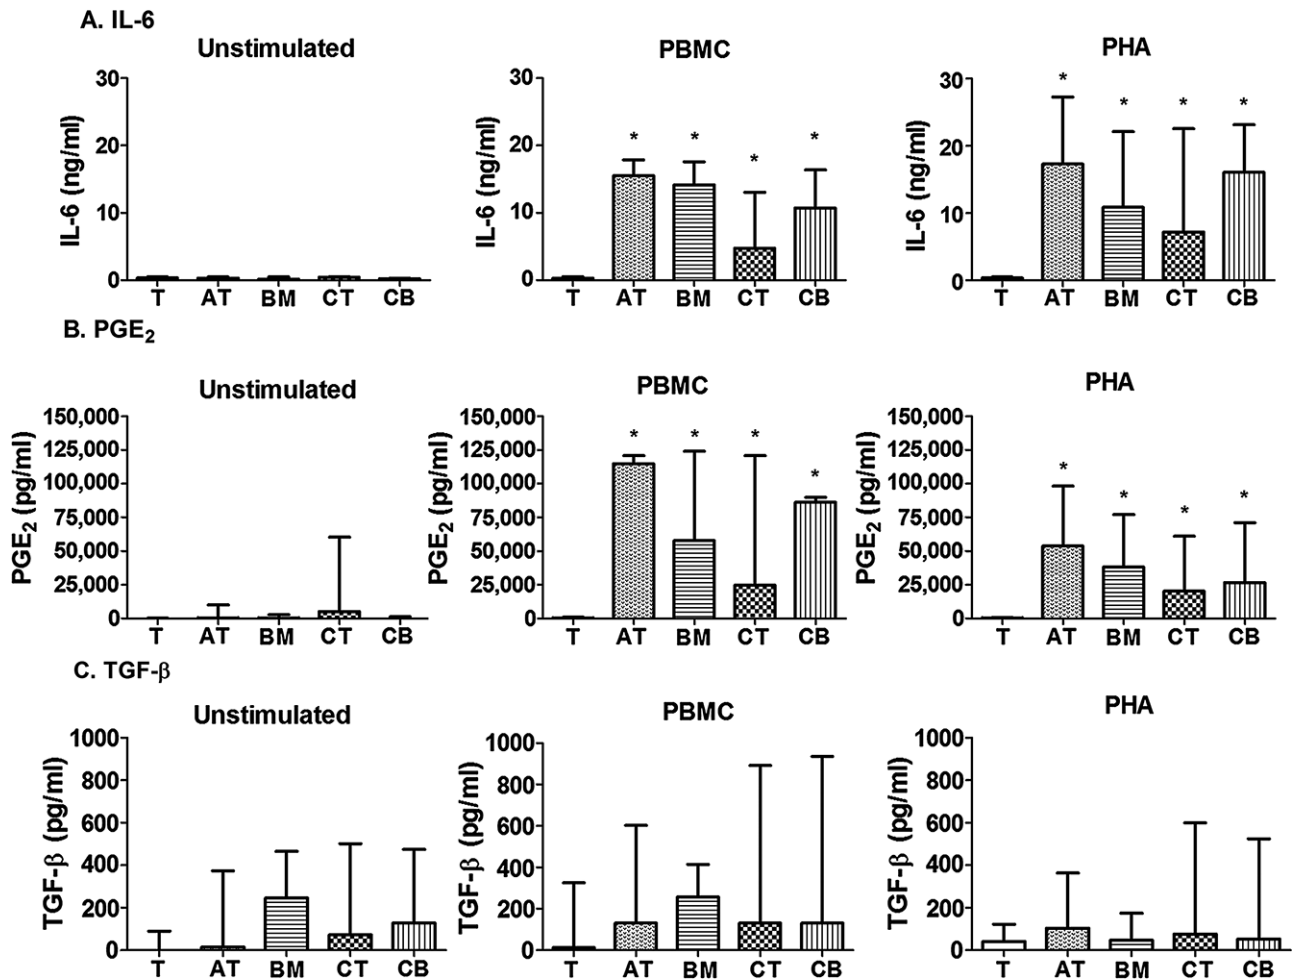 A. IL-6
Unstimulated
IL-6 (ng/ml)
30
20
10
0
T AT BM CT CB
PBMC
IL-6 (ng/ml)
30
20
10
0
* * * *
T AT BM CT CB
PHA
IL-6 (ng/ml)
30
20
10
0
* * * *
T AT BM CT CB
B. PGE₂
Unstimulated
PGE₂ (pg/ml)
150,000
125,000
100,000
75,000
50,000
25,000
0
T AT BM CT CB
PBMC
PGE₂ (pg/ml)
150,000
125,000
100,000
75,000
50,000
25,000
0
* * * *
T AT BM CT CB
PHA
PGE₂ (pg/ml)
150,000
125,000
100,000
75,000
50,000
25,000
0
* * * *
T AT BM CT CB
C. TGF-β
Unstimulated
TGF-β (pg/ml)
1000
800
600
400
200
0
T AT BM CT CB
PBMC
TGF-β (pg/ml)
1000
800
600
400
200
0
T AT BM CT CB
PHA
TGF-β (pg/ml)
1000
800
600
400
200
0
T AT BM CT CB